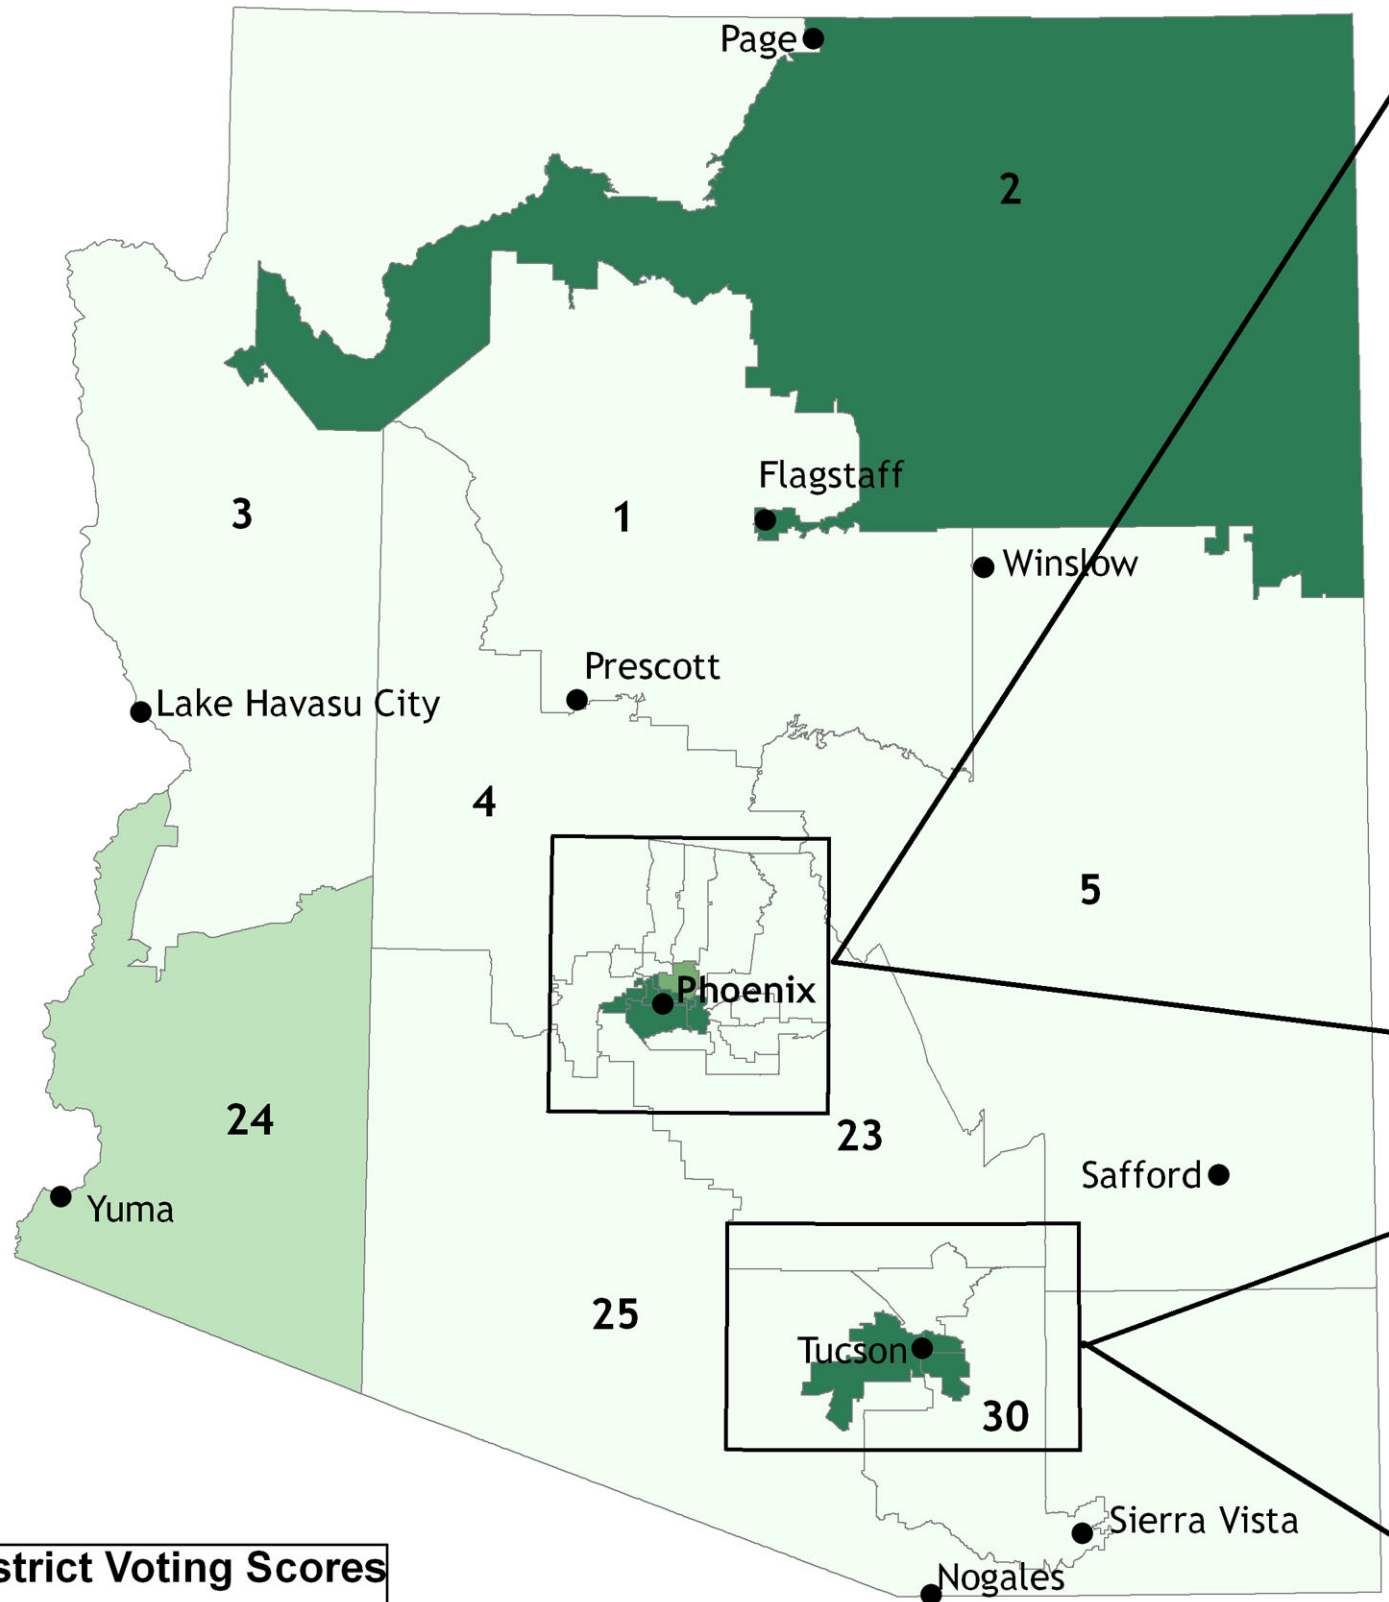 Page
2
Flagstaff
3
1
Winslow
Prescott
Lake Havasu City
4
5
Phoenix
24
23
Safford
Yuma
25
Tucson
30
Sierra Vista
strict Voting Scores
Nogales